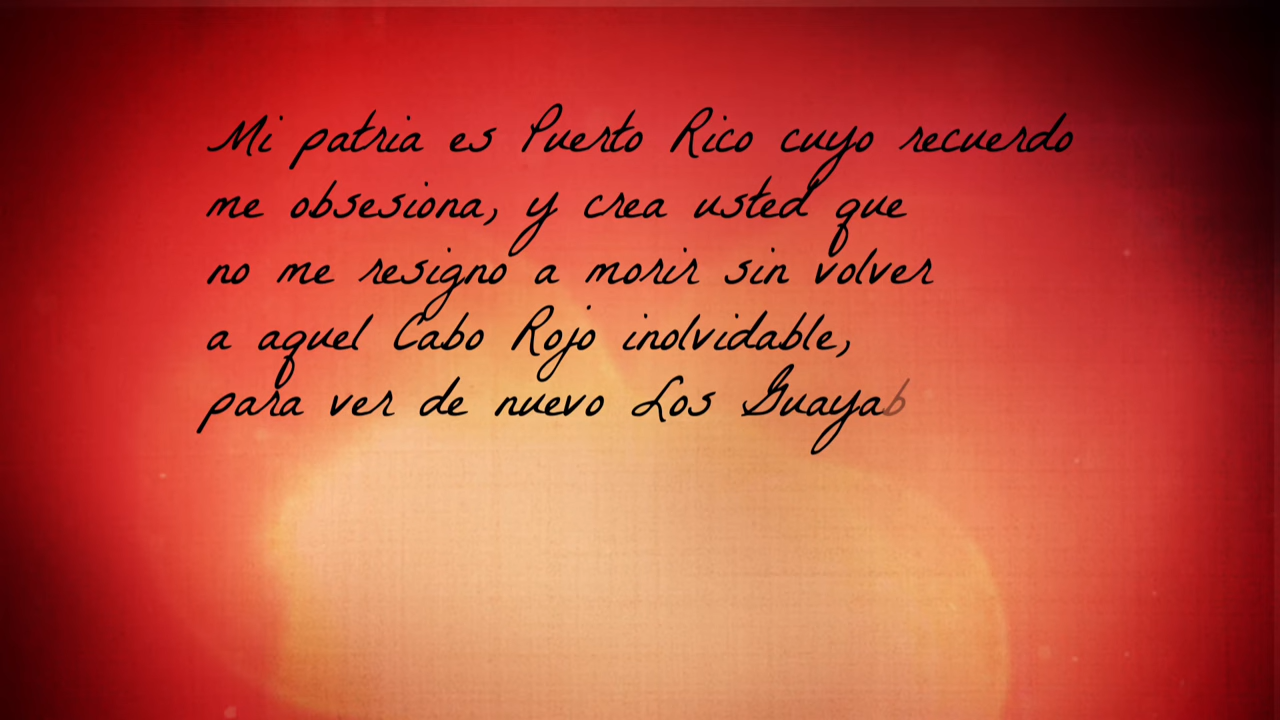 Mi patria es Puerto Rico cuyo recuerdo
me obsesiona, y crea usted que
no me resigno a morir sin volver
a aquel Cabo Rojo inolvidable,
para ver de nuevo Los Guayab